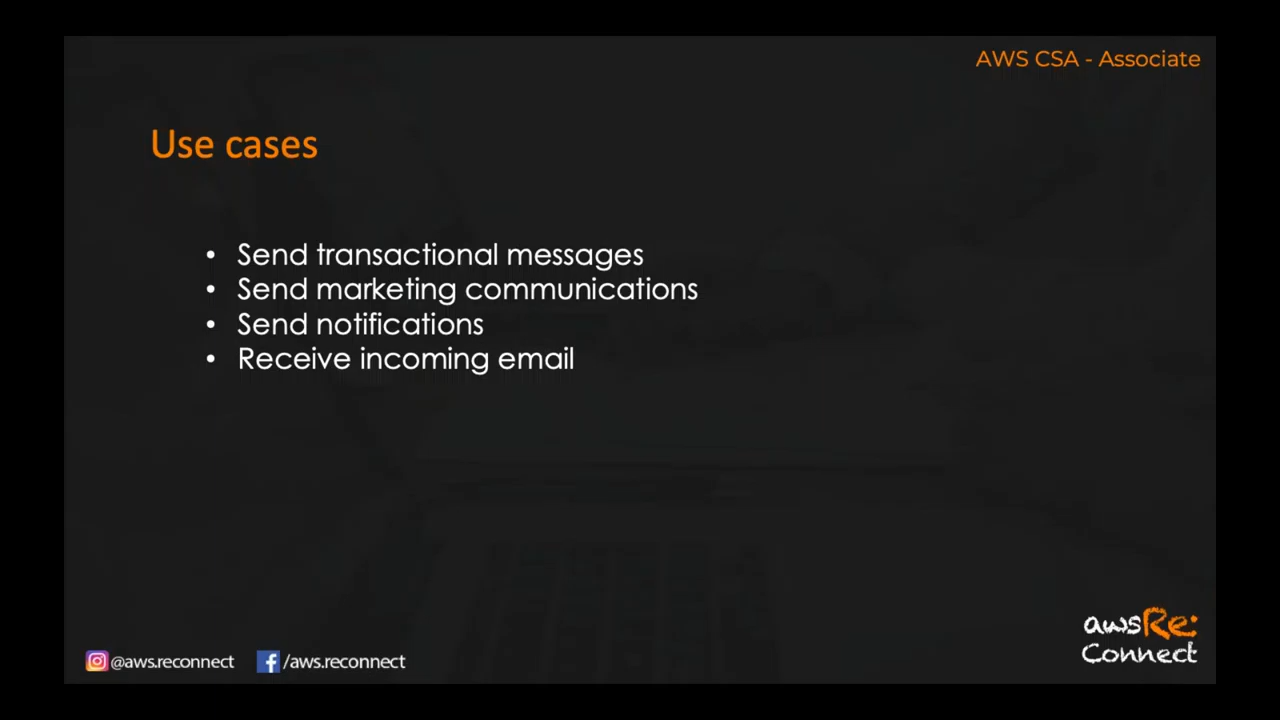 AWS CSA - Associate
Use cases
• Send transactional messages
• Send marketing communications
• Send notifications
• Receive incoming email
@aws.reconnect
/aws.reconnect
awsRe:
Connect